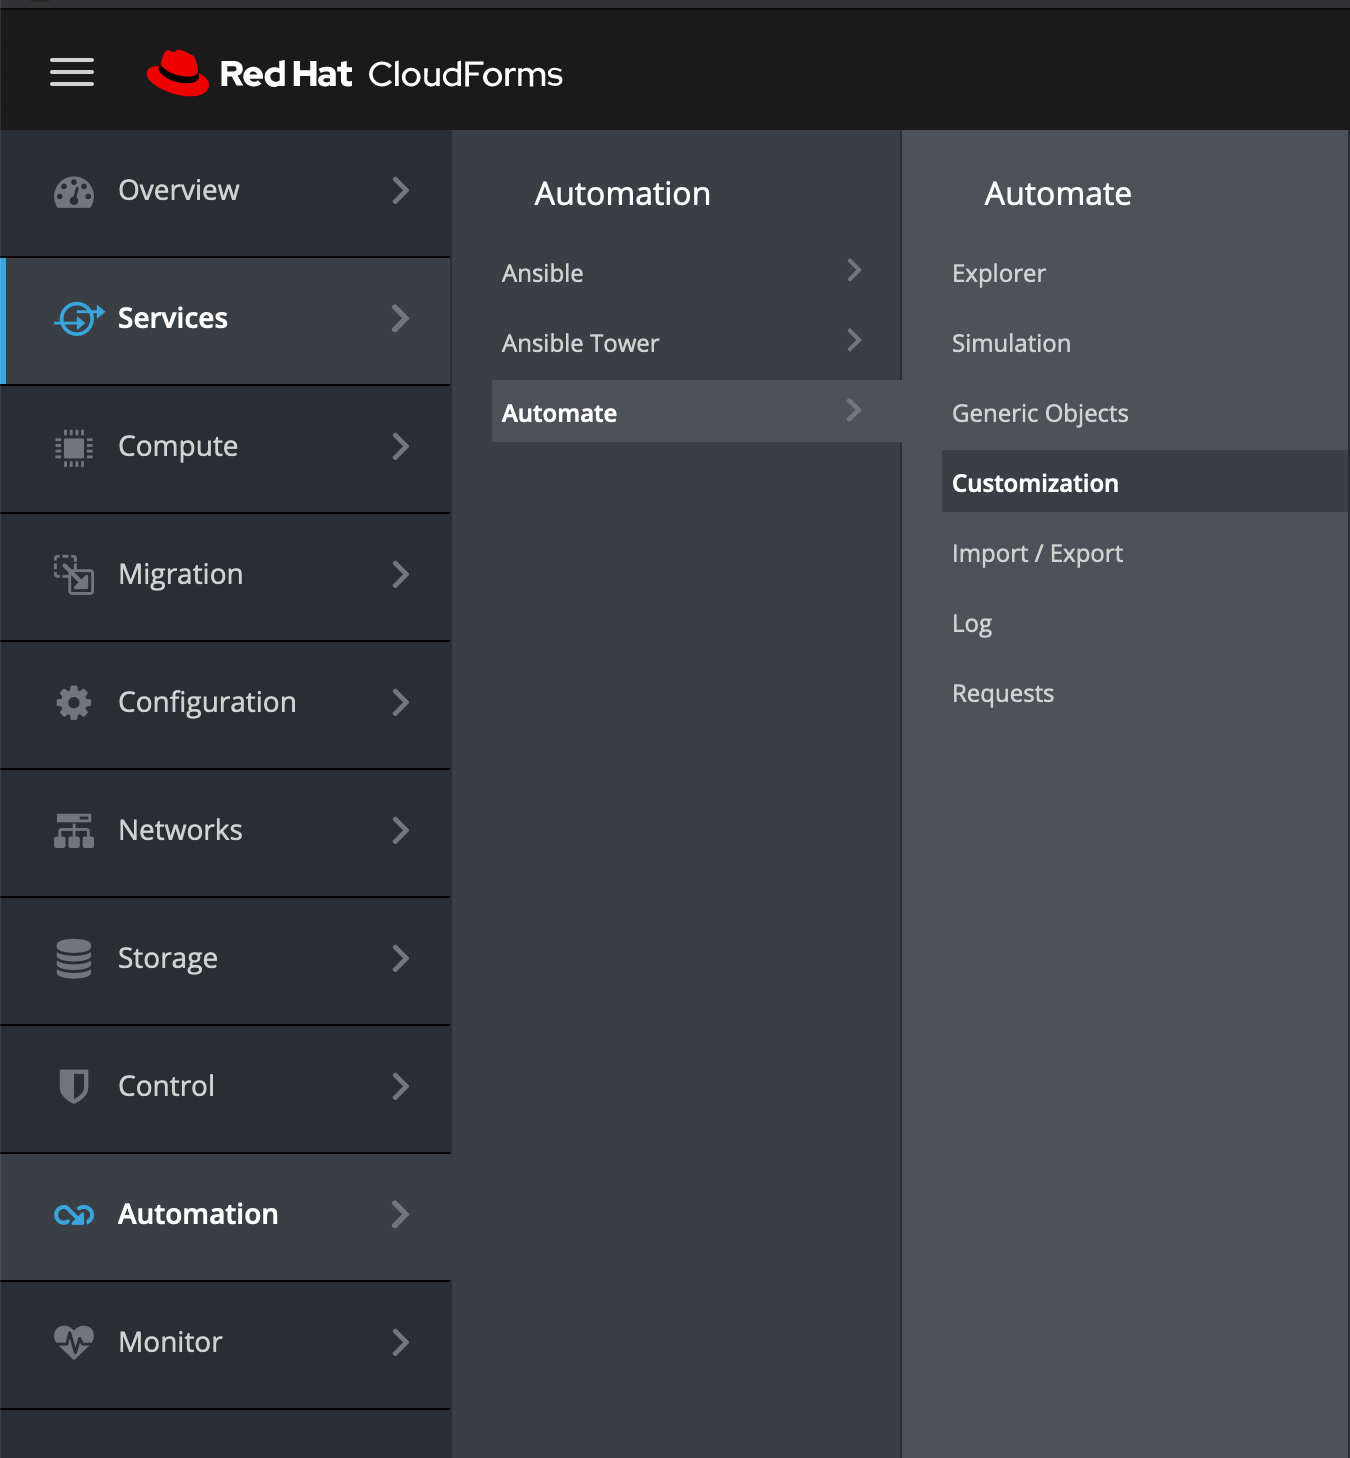 Red Hat CloudForms
Overview
Services
Compute
Migration
Configuration
Networks
Storage
Control
Automation
Monitor
Automation
Ansible
Ansible Tower
Automate
Automate
Explorer
Simulation
Generic Objects
Customization
Import / Export
Log
Requests